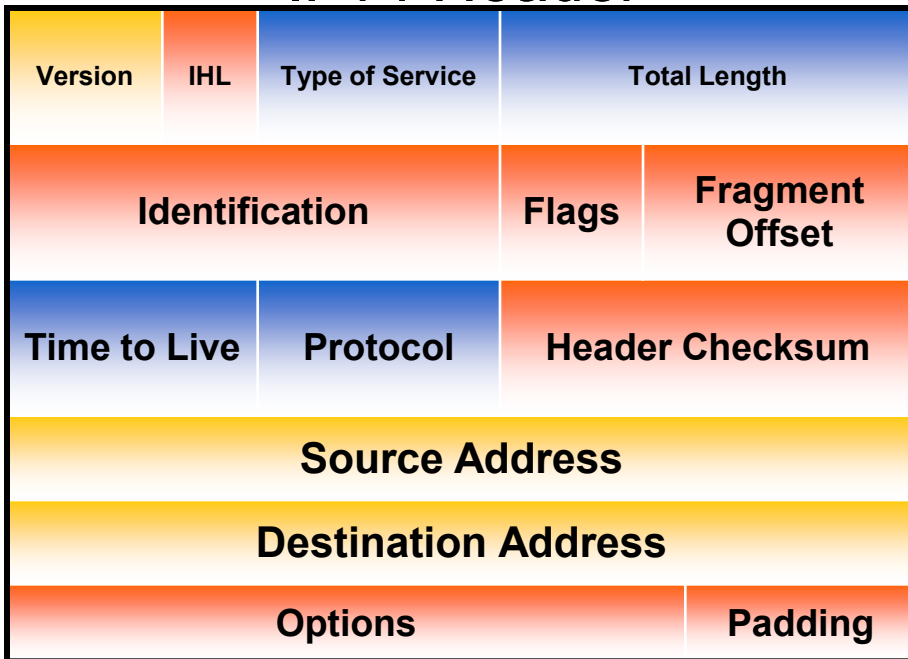 Version IHL Type of Service Total Length
Identification Flags Fragment
Offset
Time to Live Protocol Header Checksum
Source Address
Destination Address
Options Padding